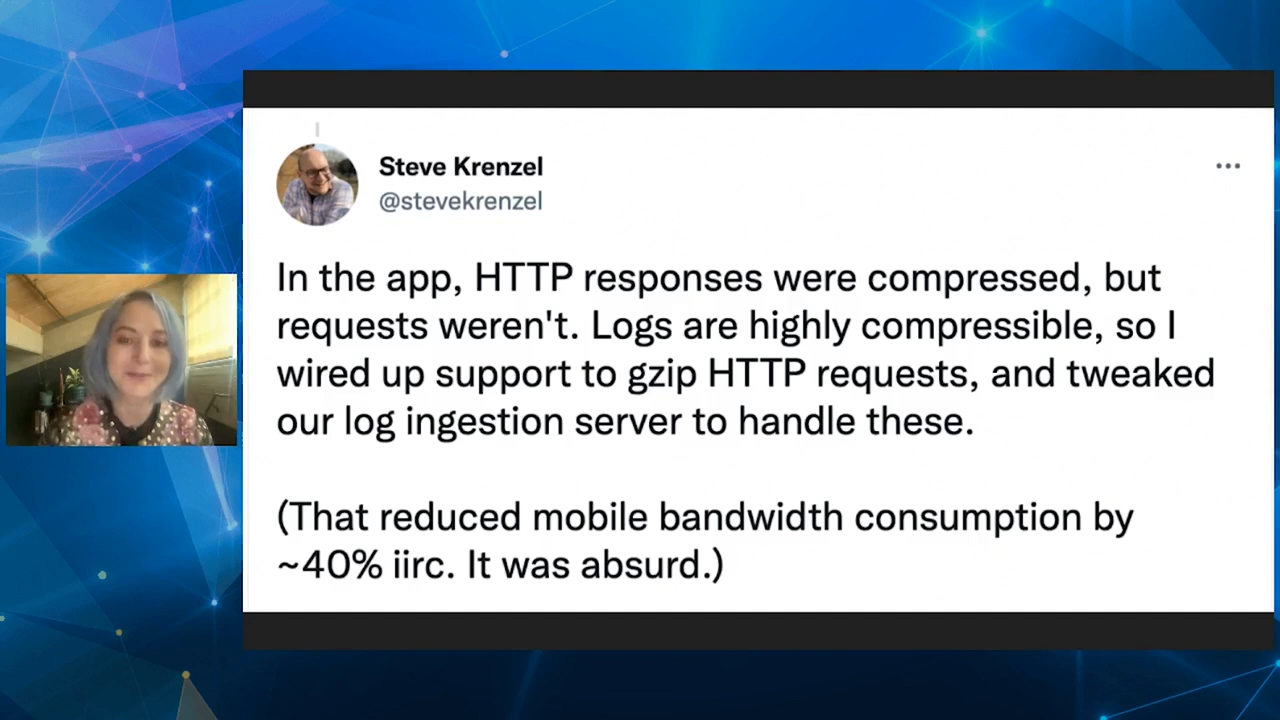 Steve Krenzel
@stevekrenzel
In the app, HTTP responses were compressed, but
requests weren't. Logs are highly compressible, so I
wired up support to gzip HTTP requests, and tweaked
our log ingestion server to handle these.
(That reduced mobile bandwidth consumption by
~40% iirc. It was absurd.)